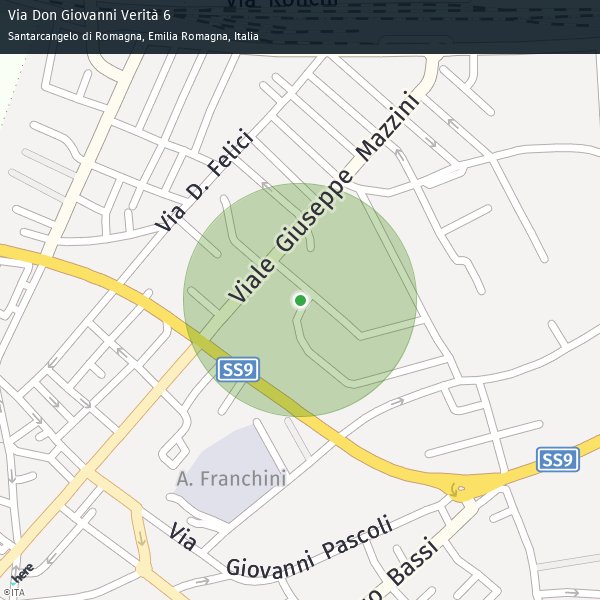 Via Ronchi
Via Don Giovanni Verità 6
Santarcangelo di Romagna, Emilia Romagna, Italia
Via D. Felici
Viale Giuseppe Mazzini
SS9
SS9
A. Franchini
Via Giovanni Pascoli
Bassi
here
©ITA